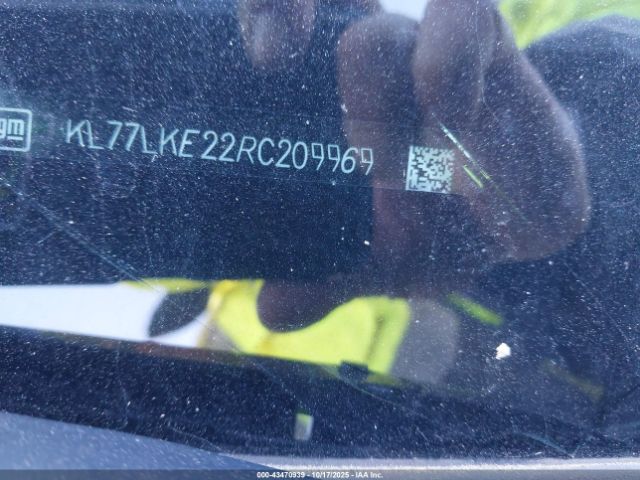 gm
KL77LKE22RC209969
000-43470939 - 10/17/2025 - © IAA, Inc.